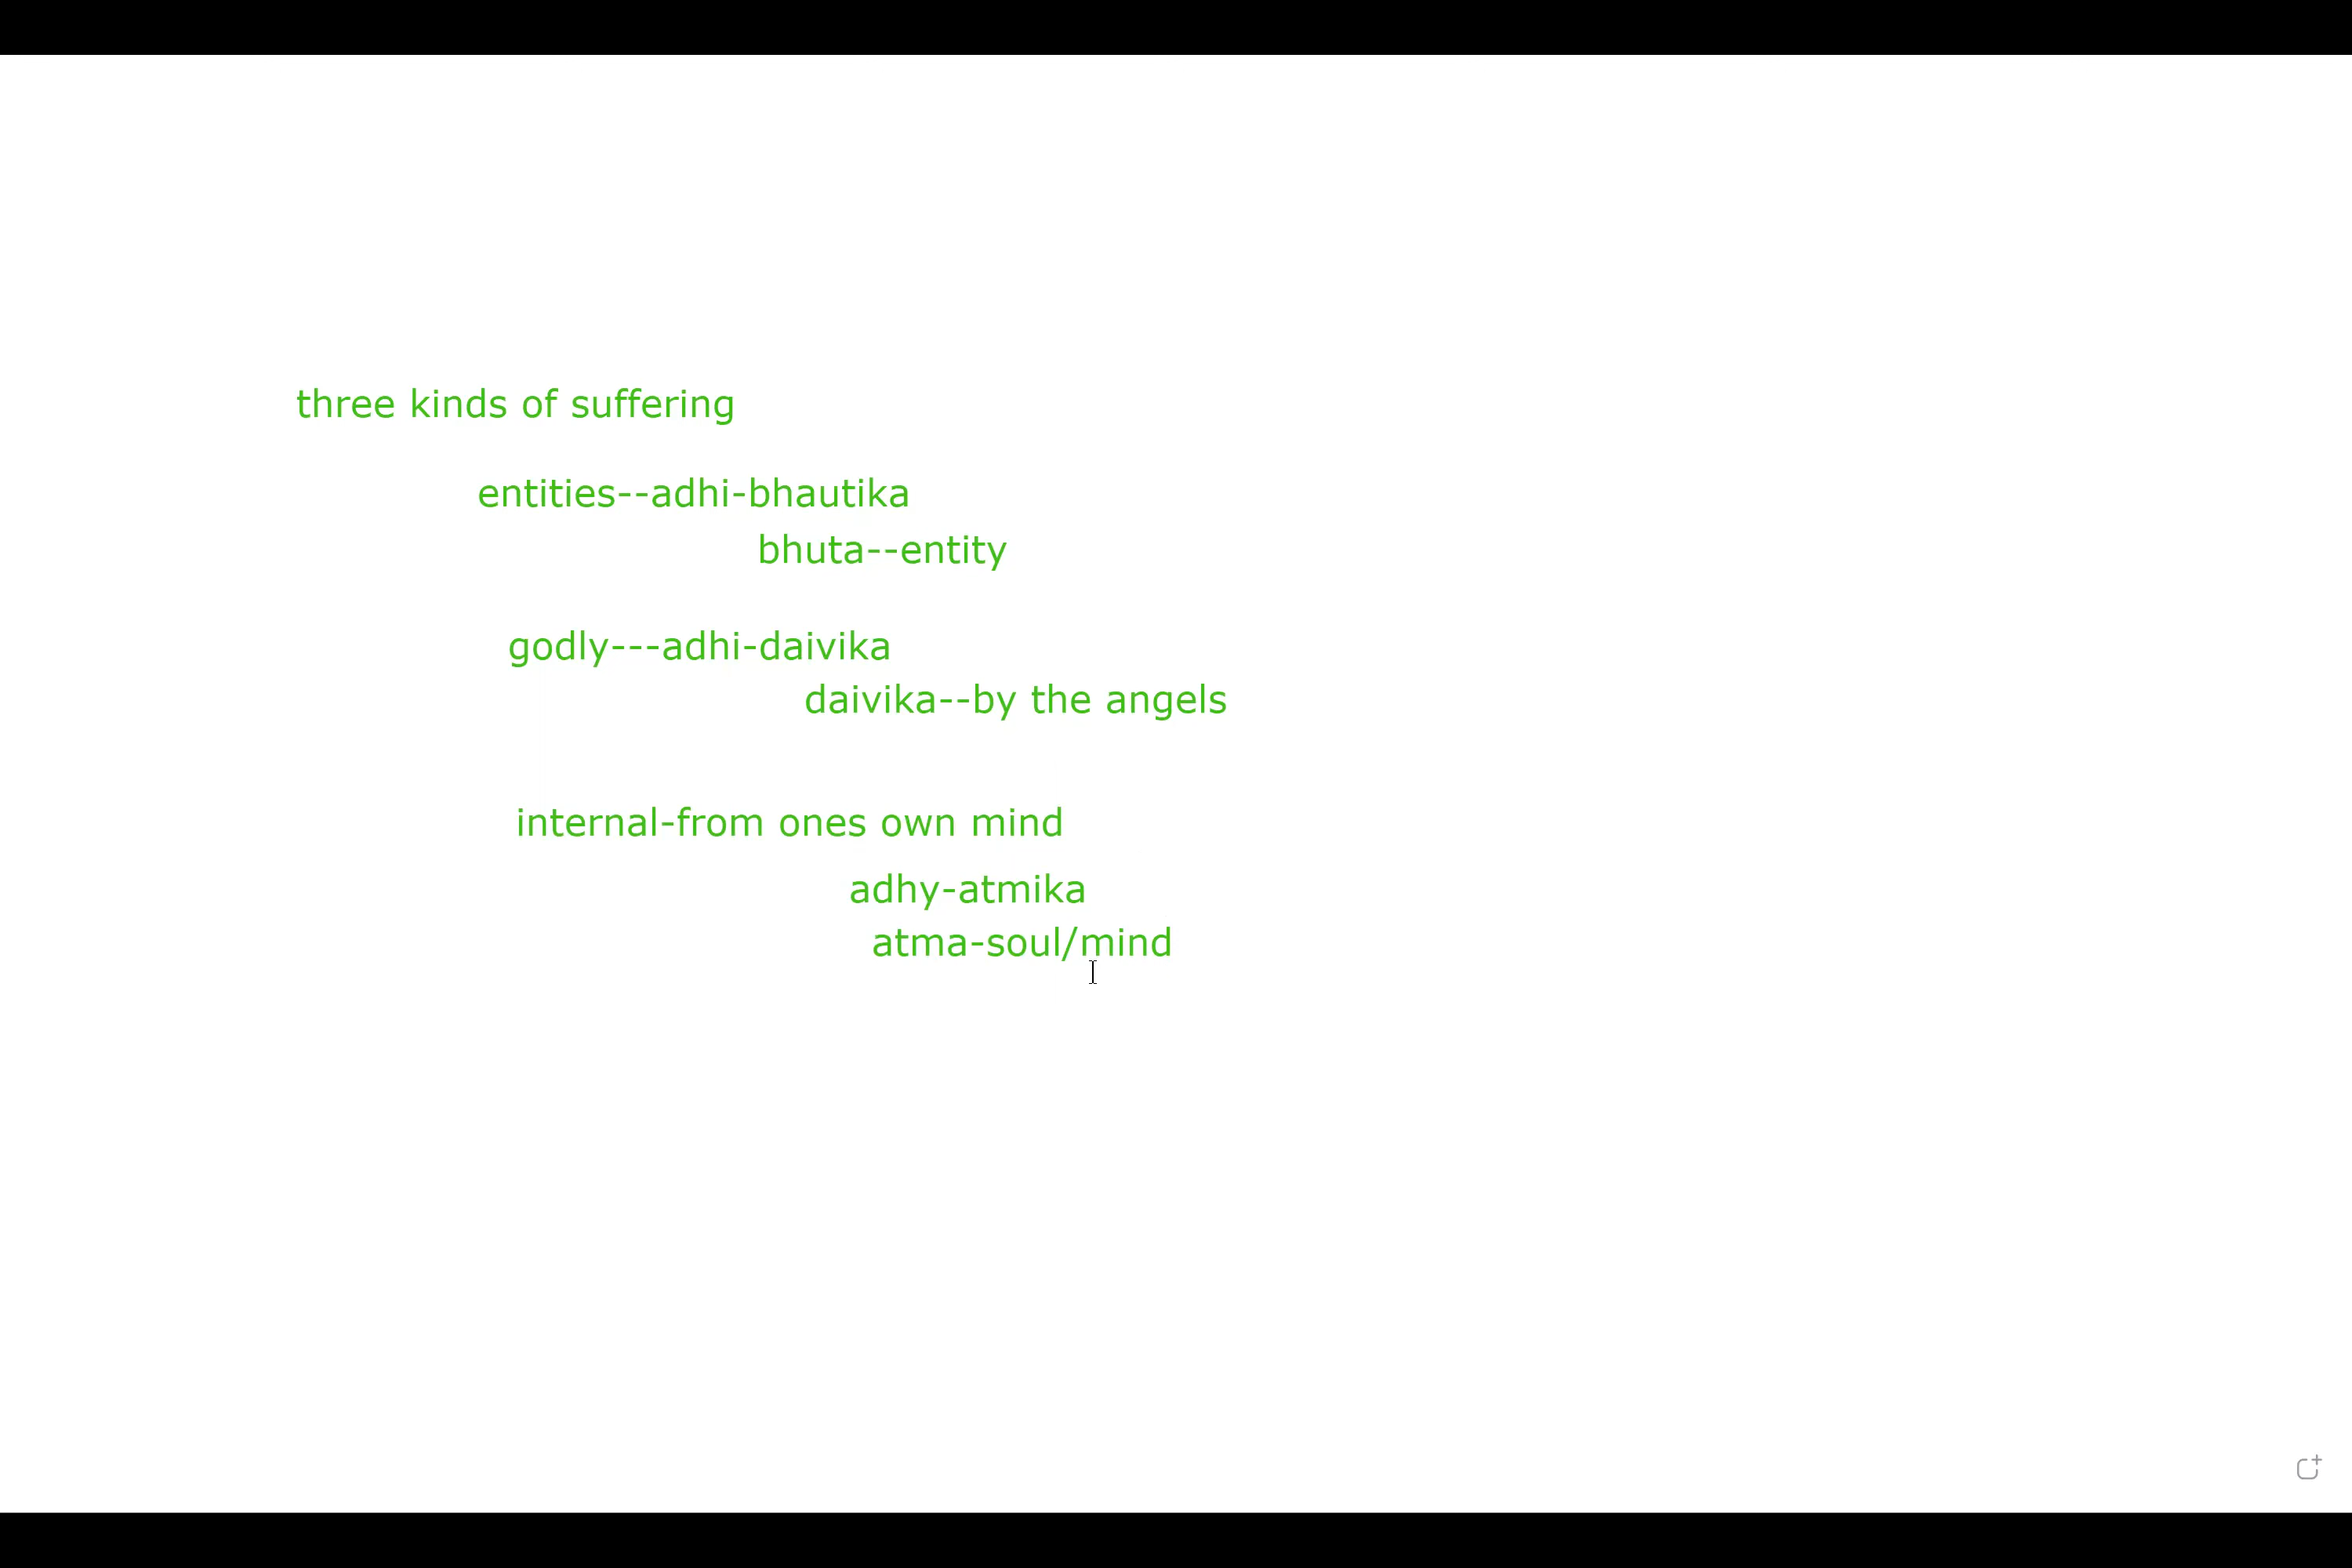 three kinds of suffering
entities--adhi-bhautika
bhuta--entity
godly---adhi-daivika
daivika--by the angels
internal-from ones own mind
adhy-atmika
atma-soul/mind